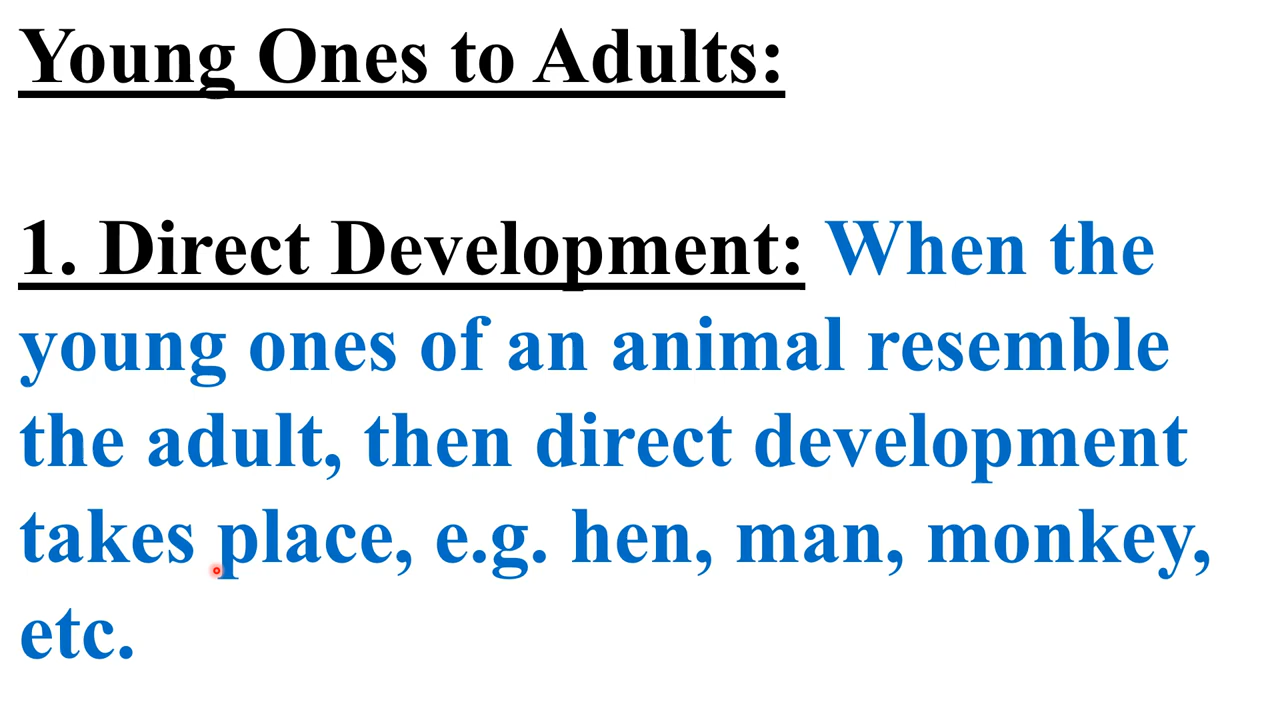 Young Ones to Adults:
1. Direct Development: When the
young ones of an animal resemble
the adult, then direct development
takes place, e.g. hen, man, monkey,
etc.